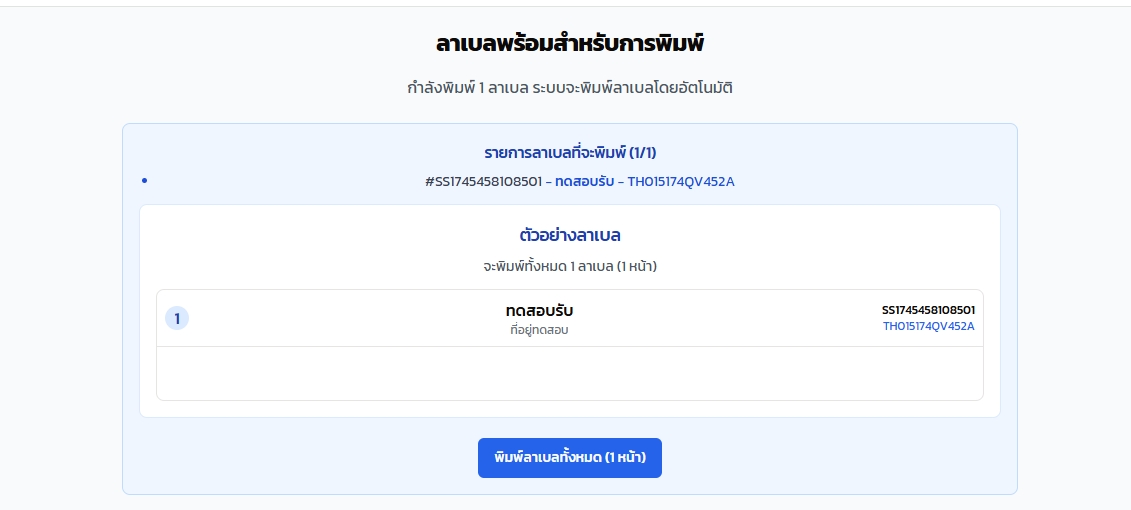 ลาเบลพร้อมสำหรับการพิมพ์
กำลังพิมพ์ 1 ลาเบล ระบบจะพิมพ์ลาเบลโดยอัตโนมัติ
รายการลาเบลที่จะพิมพ์ (1/1)
#SS1745458108501 - ทดสอบรับ - TH015174QV452A
ตัวอย่างลาเบล
จะพิมพ์ทั้งหมด 1 ลาเบล (1 หน้า)
1
ทดสอบรับ
ที่อยู่ทดสอบ
SS1745458108501
TH015174QV452A
พิมพ์ลาเบลทั้งหมด (1 หน้า)